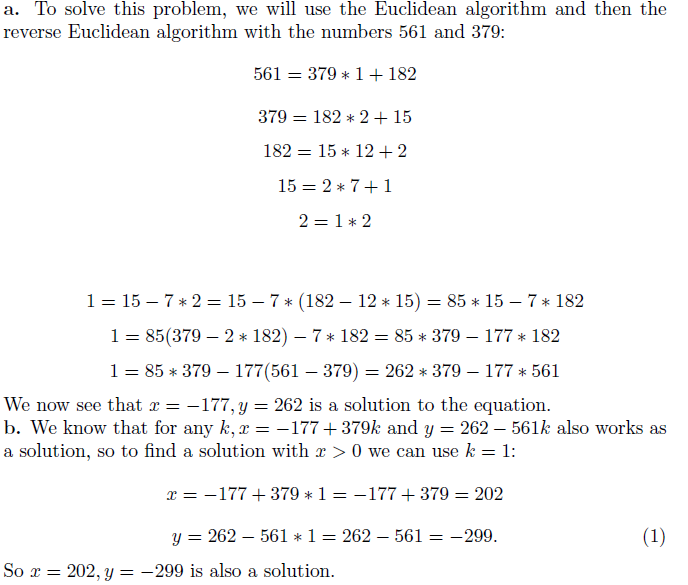 a. To solve this problem, we will use the Euclidean algorithm and then the
reverse Euclidean algorithm with the numbers 561 and 379:
561 = 379 ∗ 1 + 182
379 = 182 ∗ 2 + 15
182 = 15 ∗ 12 + 2
15 = 2 ∗ 7 + 1
2 = 1 ∗ 2
1 = 15 − 7 ∗ 2 = 15 − 7 ∗ (182 − 12 ∗ 15) = 85 ∗ 15 − 7 ∗ 182
1 = 85(379 − 2 ∗ 182) − 7 ∗ 182 = 85 ∗ 379 − 177 ∗ 182
1 = 85 ∗ 379 − 177(561 − 379) = 262 ∗ 379 − 177 ∗ 561
We now see that x = −177, y = 262 is a solution to the equation.
b. We know that for any k, x = −177 + 379k and y = 262 − 561k also works as
a solution, so to find a solution with x > 0 we can use k = 1:
x = −177 + 379 ∗ 1 = −177 + 379 = 202
y = 262 − 561 ∗ 1 = 262 − 561 = −299. (1)
So x = 202, y = −299 is also a solution.